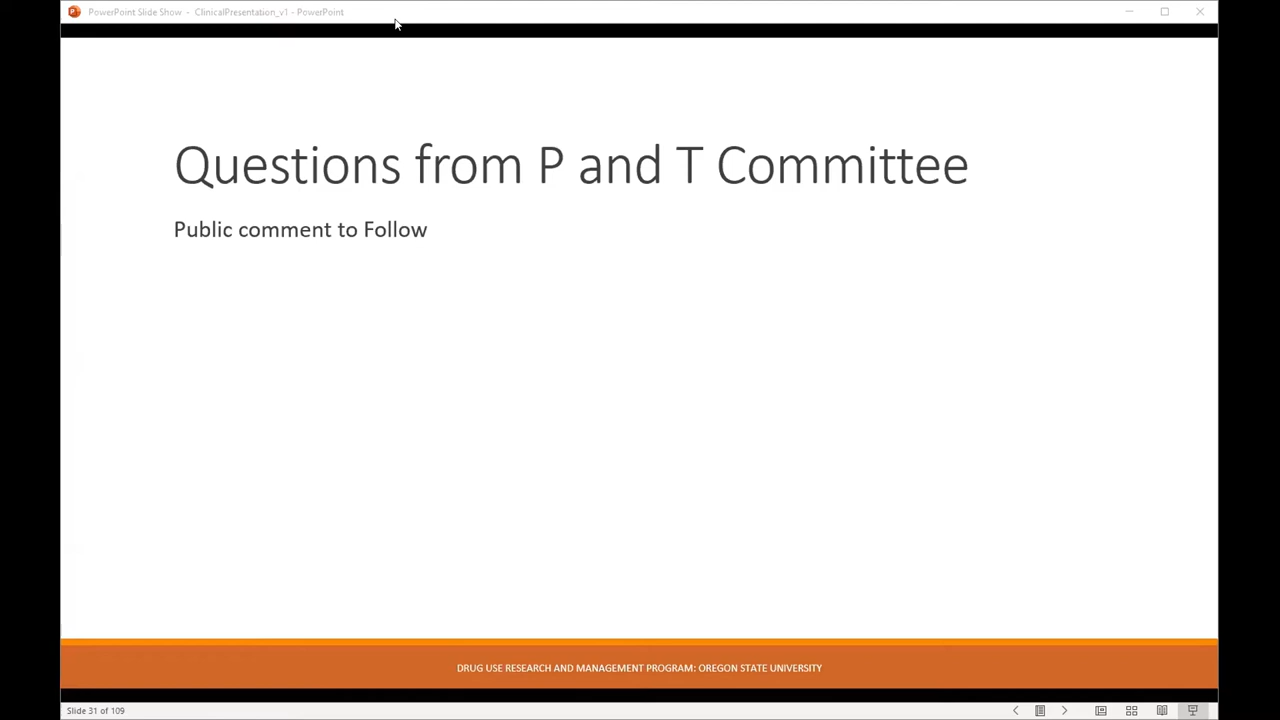 PowerPoint Slide Show - ClinicalPresentation_v1 - PowerPoint
Questions from P and T Committee
Public comment to Follow
DRUG USE RESEARCH AND MANAGEMENT PROGRAM: OREGON STATE UNIVERSITY
Slide 31 of 109